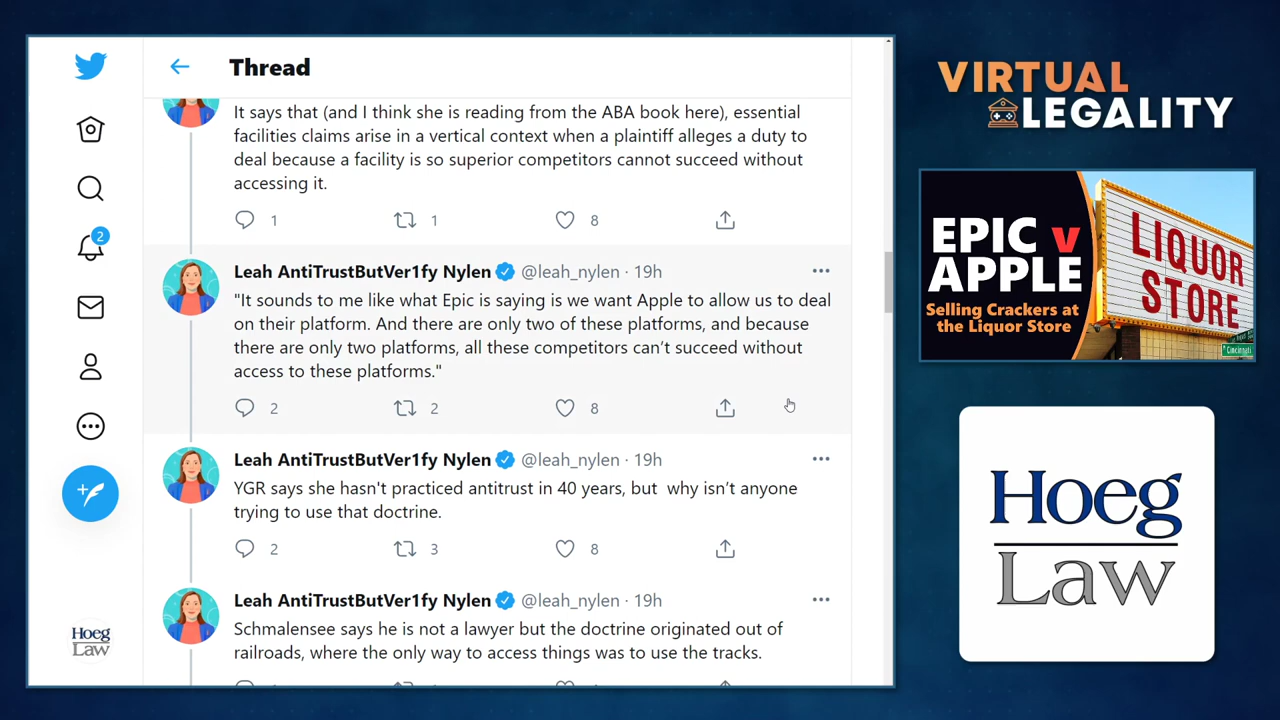 Thread
It says that (and I think she is reading from the ABA book here), essential
facilities claims arise in a vertical context when a plaintiff alleges a duty to
deal because a facility is so superior competitors cannot succeed without
accessing it.
1 1 8
2
Leah AntiTrustButVer1fy Nylen @leah_nylen · 19h
"It sounds to me like what Epic is saying is we want Apple to allow us to deal
on their platform. And there are only two of these platforms, and because
there are only two platforms, all these competitors can’t succeed without
access to these platforms."
2 2 8
Leah AntiTrustButVer1fy Nylen @leah_nylen · 19h
YGR says she hasn't practiced antitrust in 40 years, but why isn’t anyone
trying to use that doctrine.
2 3 8
Leah AntiTrustButVer1fy Nylen @leah_nylen · 19h
Schmalensee says he is not a lawyer but the doctrine originated out of
railroads, where the only way to access things was to use the tracks.
Hoeg
Law
VIRTUAL
LEGALITY
EPIC v
APPLE
Selling Crackers at
the Liquor Store
LIQUOR
STORE
Cincinnati
Hoeg
Law